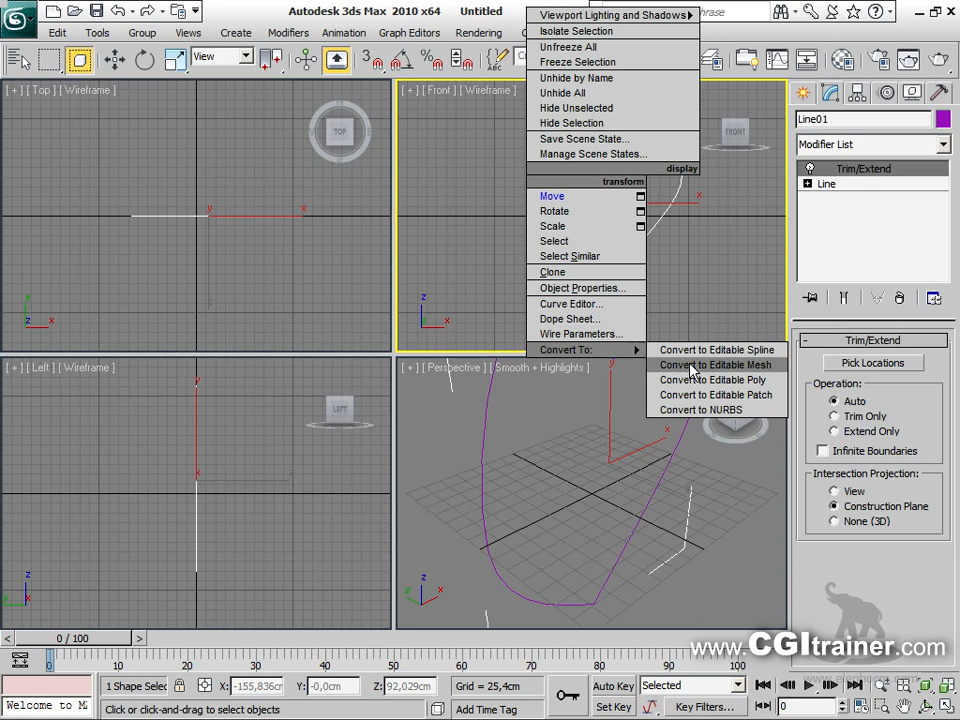 Autodesk 3ds Max 2010 x64 Untitled
phrase
Edit Tools Group Views Create Modifiers Animation Graph Editors Rendering
View
3
[ + ] [ Top ] [ Wireframe ]
TOP
y
x
y
z
x
[ + ] [ Front ] [ Wireframe ]
FRONT
x
z
x
[ + ] [ Left ] [ Wireframe ]
LEFT
y
x
z
y
[ + ] [ Perspective ] [ Smooth + Highlights ]
y
x
z
y
x
Viewport Lighting and Shadows
Isolate Selection
Unfreeze All
Freeze Selection
Unhide by Name
Unhide All
Hide Unselected
Hide Selection
Save Scene State...
Manage Scene States...
display
transform
Move
Rotate
Scale
Select
Select Similar
Clone
Object Properties...
Curve Editor...
Dope Sheet...
Wire Parameters...
Convert To:
Convert to Editable Spline
Convert to Editable Mesh
Convert to Editable Poly
Convert to Editable Patch
Convert to NURBS
Line01
Modifier List
Trim/Extend
Line
Trim/Extend
Pick Locations
Operation:
Auto
Trim Only
Extend Only
Infinite Boundaries
Intersection Projection:
View
Construction Plane
None (3D)
www.CGItrainer.com
< 0 / 100 >
0 10 20 30 40 50 60 70 80 90 100
1 Shape Selec X: -155,836cm Y: -0,0cm Z: 92,029cm Grid = 25,4cm Auto Key Selected
Welcome to M Click or click-and-drag to select objects Add Time Tag Set Key Key Filters... 0